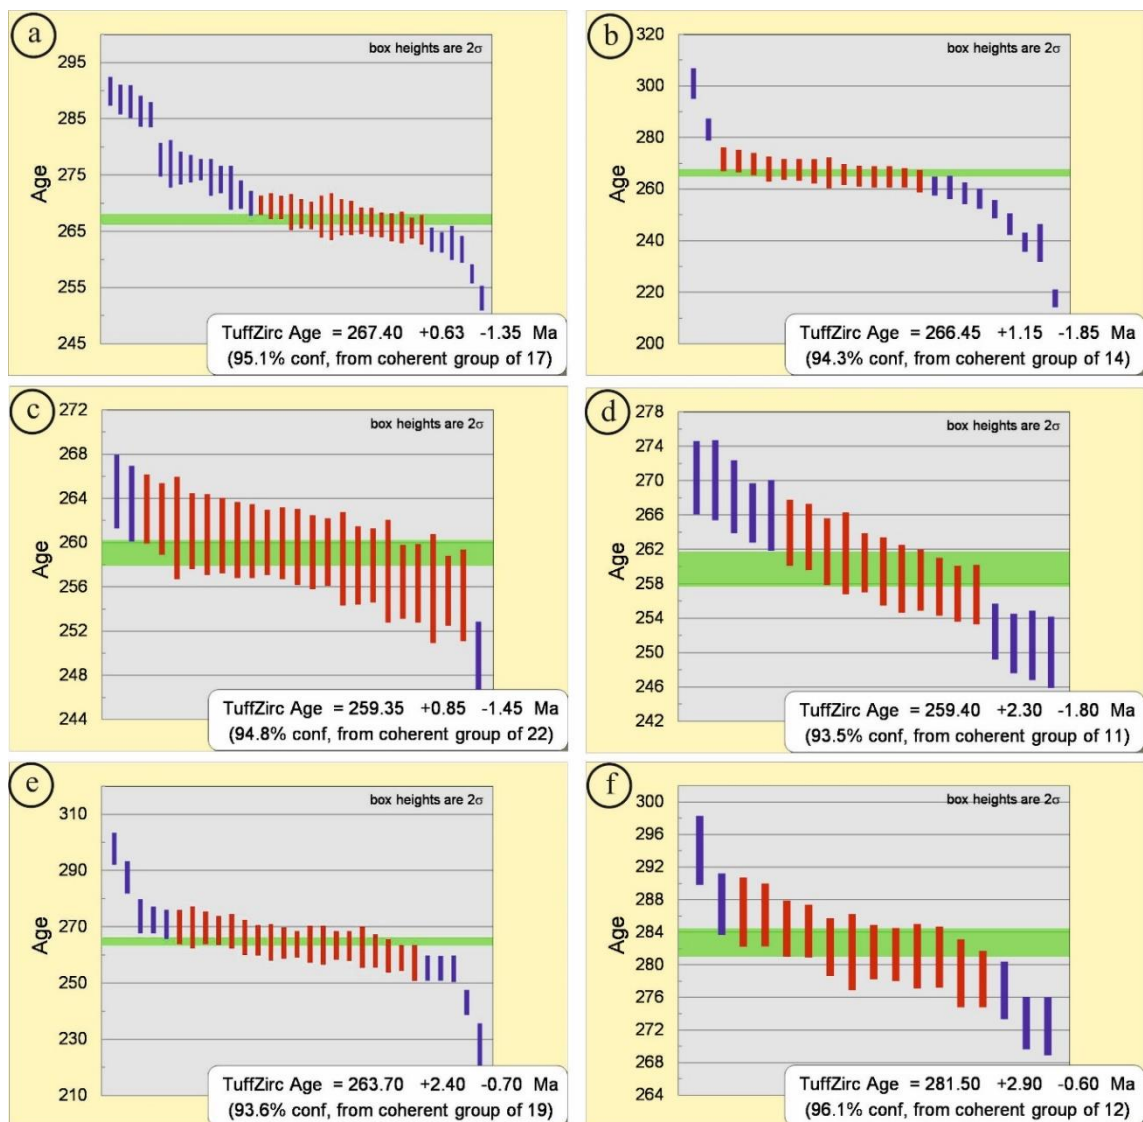 a
box heights are 2σ
Age
295
285
275
265
255
245
TuffZirc Age = 267.40 +0.63 -1.35 Ma
(95.1% conf, from coherent group of 17)
b
box heights are 2σ
Age
320
300
280
260
240
220
200
TuffZirc Age = 266.45 +1.15 -1.85 Ma
(94.3% conf, from coherent group of 14)
c
box heights are 2σ
Age
272
268
264
260
256
252
248
244
TuffZirc Age = 259.35 +0.85 -1.45 Ma
(94.8% conf, from coherent group of 22)
d
box heights are 2σ
Age
278
274
270
266
262
258
254
250
246
242
TuffZirc Age = 259.40 +2.30 -1.80 Ma
(93.5% conf, from coherent group of 11)
e
box heights are 2σ
Age
310
290
270
250
230
210
TuffZirc Age = 263.70 +2.40 -0.70 Ma
(93.6% conf, from coherent group of 19)
f
box heights are 2σ
Age
300
296
292
288
284
280
276
272
268
264
TuffZirc Age = 281.50 +2.90 -0.60 Ma
(96.1% conf, from coherent group of 12)